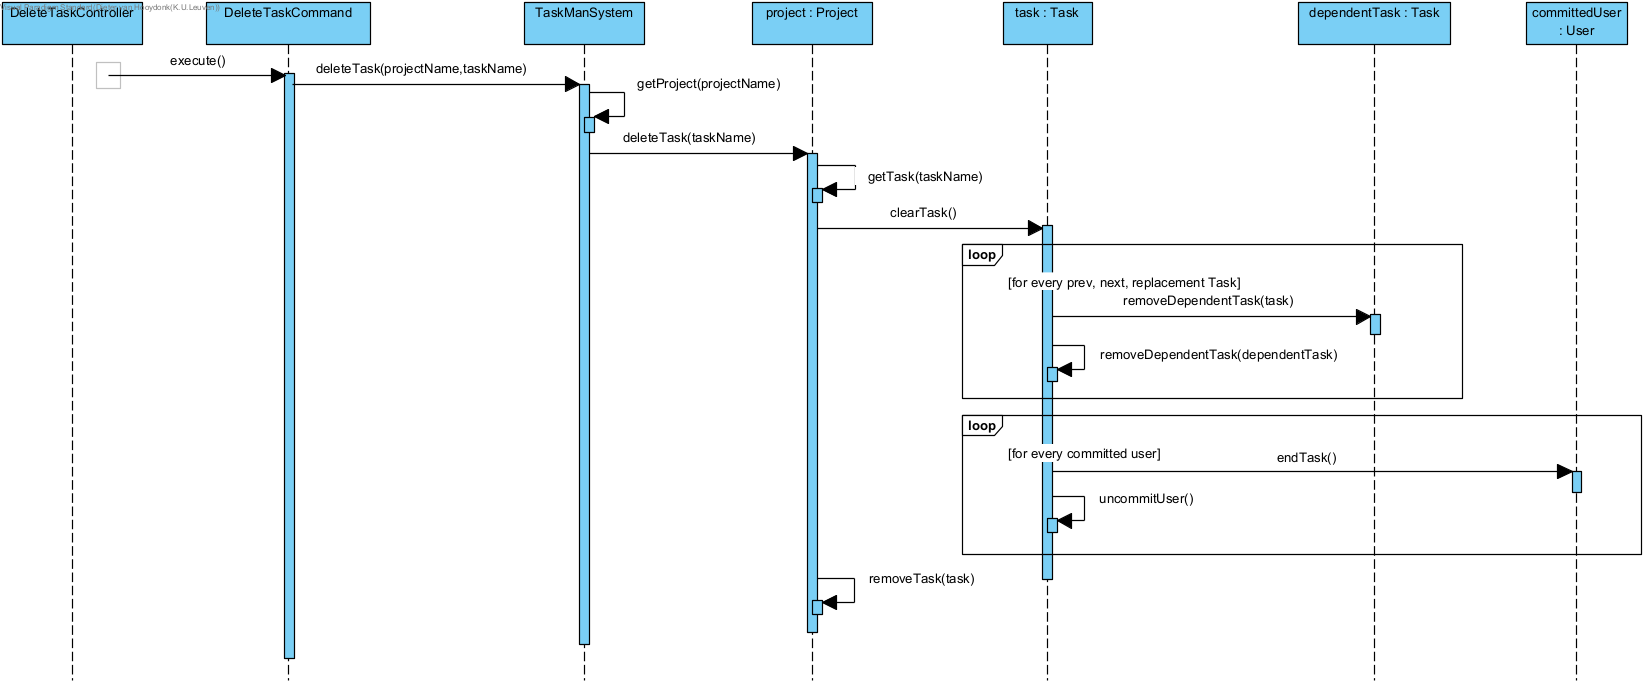 DeleteTaskController
DeleteTaskCommand
TaskManSystem
project : Project
task : Task
dependentTask : Task
committedUser
: User
execute()
deleteTask(projectName,taskName)
getProject(projectName)
deleteTask(taskName)
getTask(taskName)
clearTask()
loop
[for every prev, next, replacement Task]
removeDependentTask(task)
removeDependentTask(dependentTask)
loop
[for every committed user]
endTask()
uncommitUser()
removeTask(task)